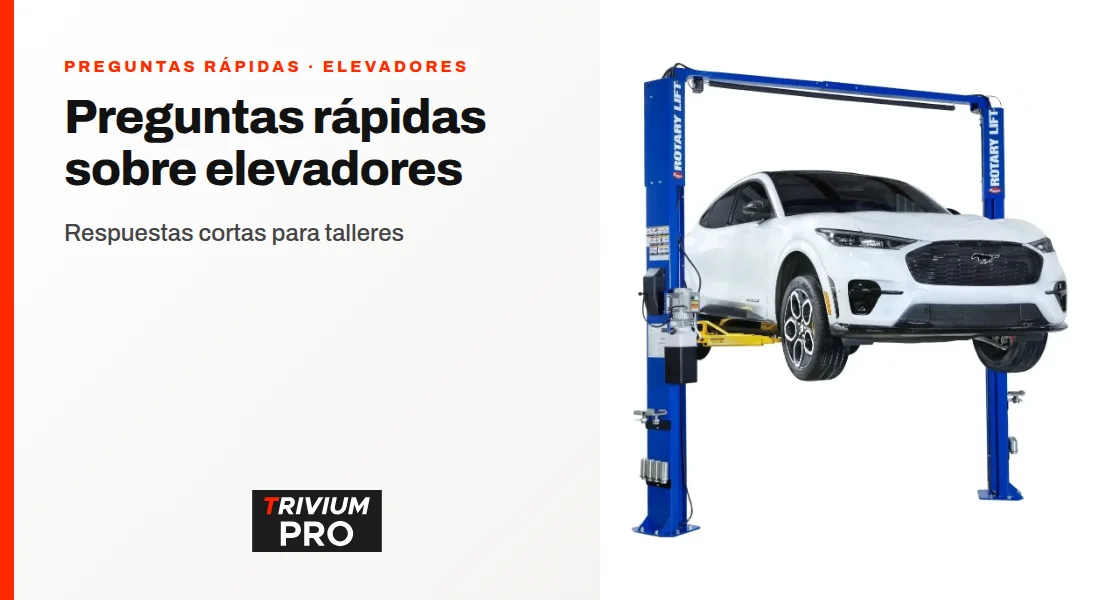 PREGUNTAS RÁPIDAS · ELEVADORES
Preguntas rápidas
sobre elevadores
Respuestas cortas para talleres
TRIVIUM
PRO
ROTARY LIFT
ROTARY LIFT